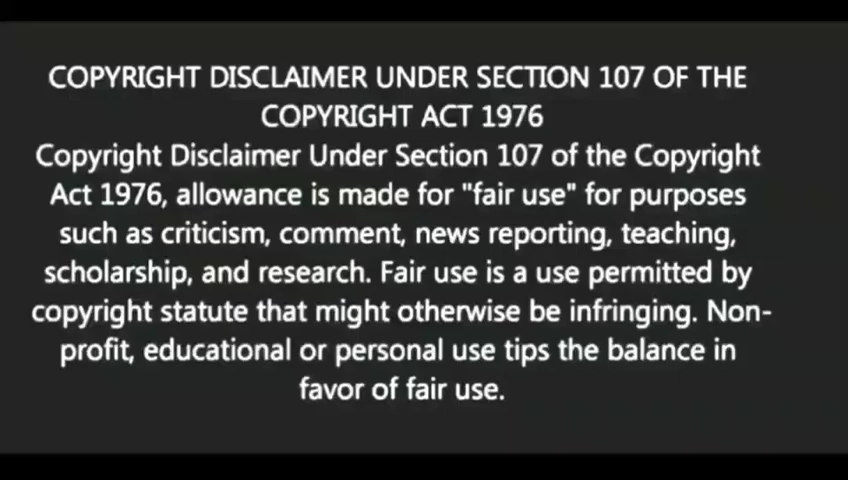 COPYRIGHT DISCLAIMER UNDER SECTION 107 OF THE
COPYRIGHT ACT 1976
Copyright Disclaimer Under Section 107 of the Copyright
Act 1976, allowance is made for "fair use" for purposes
such as criticism, comment, news reporting, teaching,
scholarship, and research. Fair use is a use permitted by
copyright statute that might otherwise be infringing. Non-
profit, educational or personal use tips the balance in
favor of fair use.